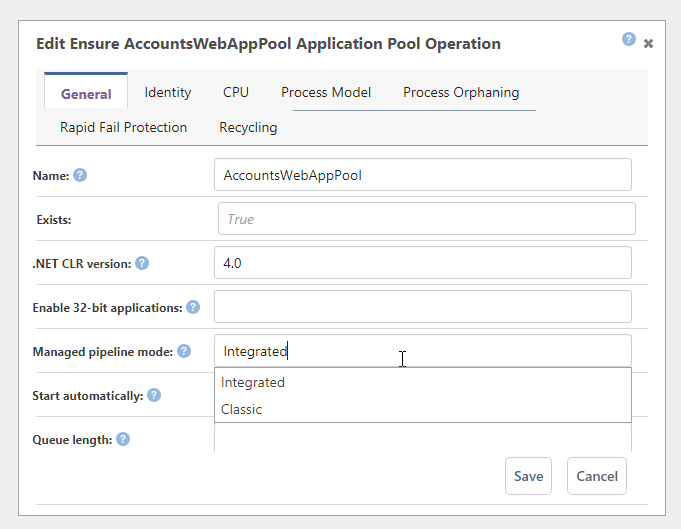 Edit Ensure AccountsWebAppPool Application Pool Operation ? ✖
General Identity CPU Process Model Process Orphaning
Rapid Fail Protection Recycling
Name: ? AccountsWebAppPool
Exists: True
.NET CLR version: ? 4.0
Enable 32-bit applications: ?
Managed pipeline mode: ? Integrated
Integrated
Start automatically: ?
Classic
Queue length: ?
Save Cancel